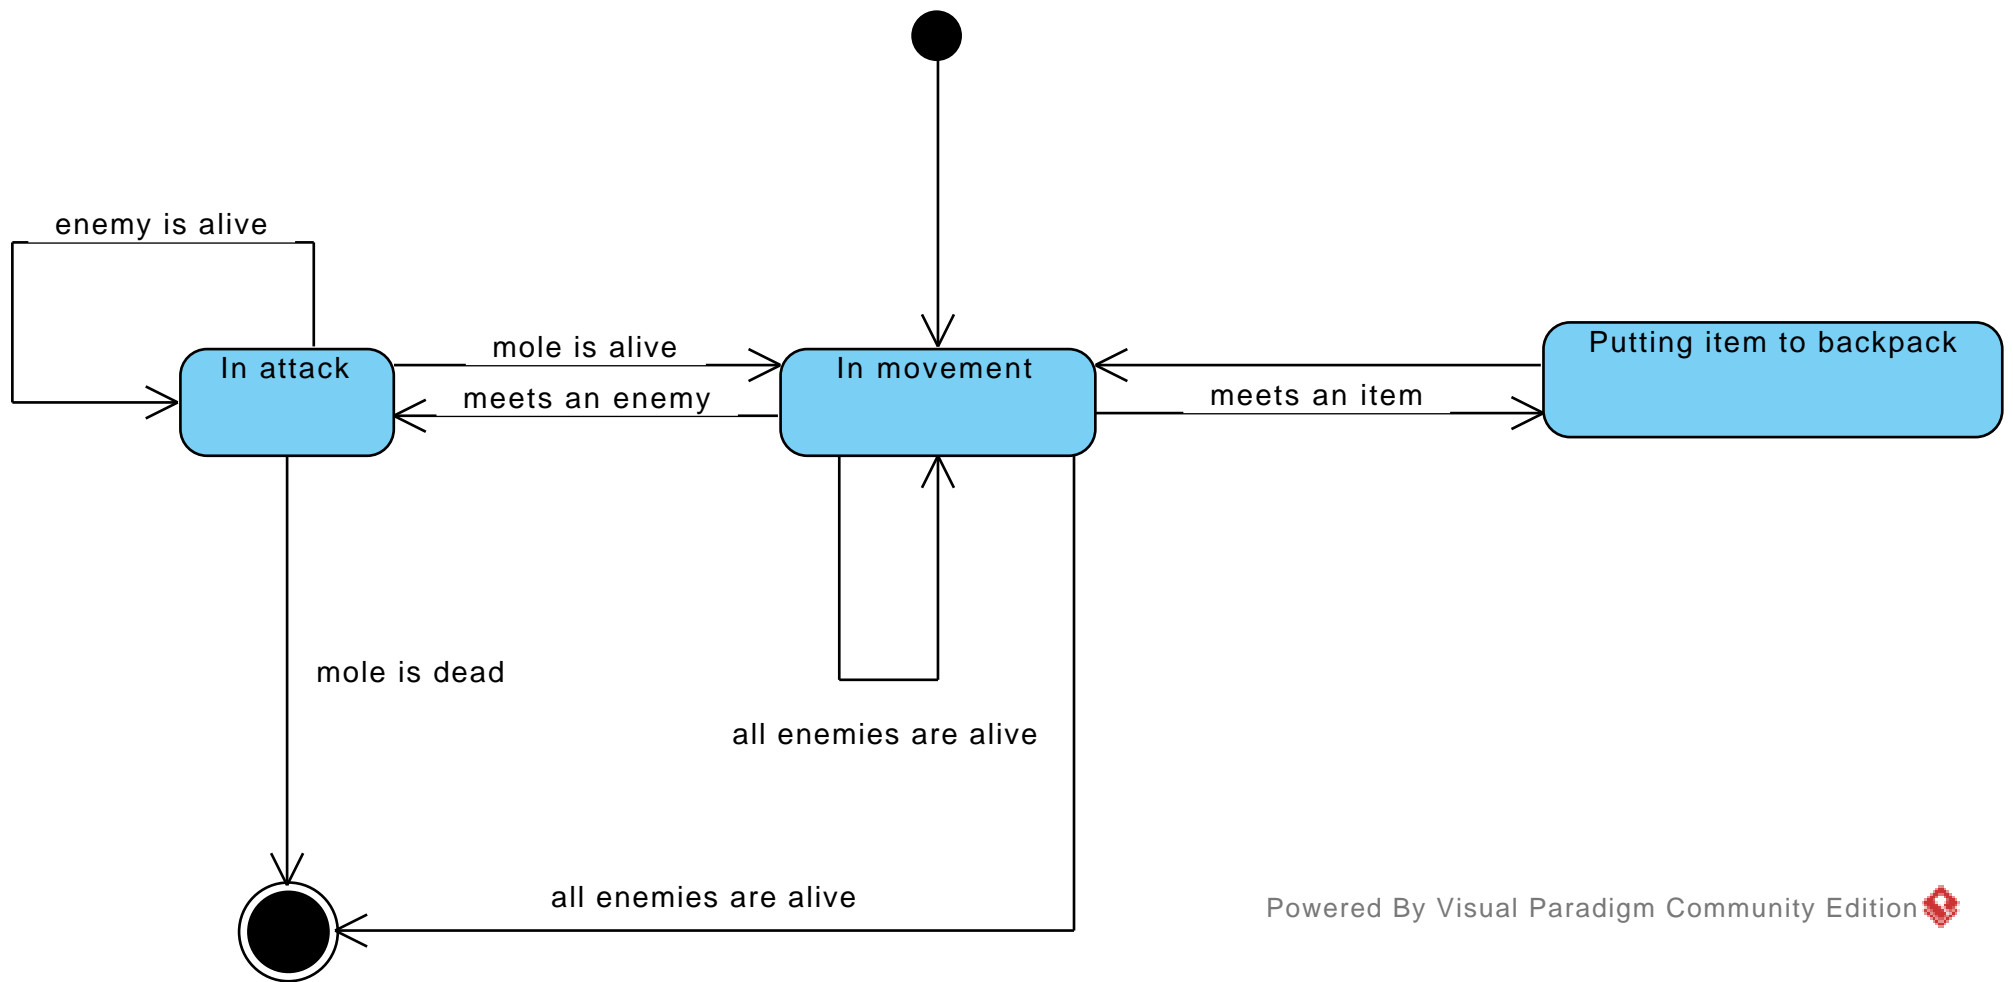 enemy is alive
In attack
mole is alive
meets an enemy
In movement
meets an item
Putting item to backpack
mole is dead
all enemies are alive
all enemies are alive
Powered By Visual Paradigm Community Edition